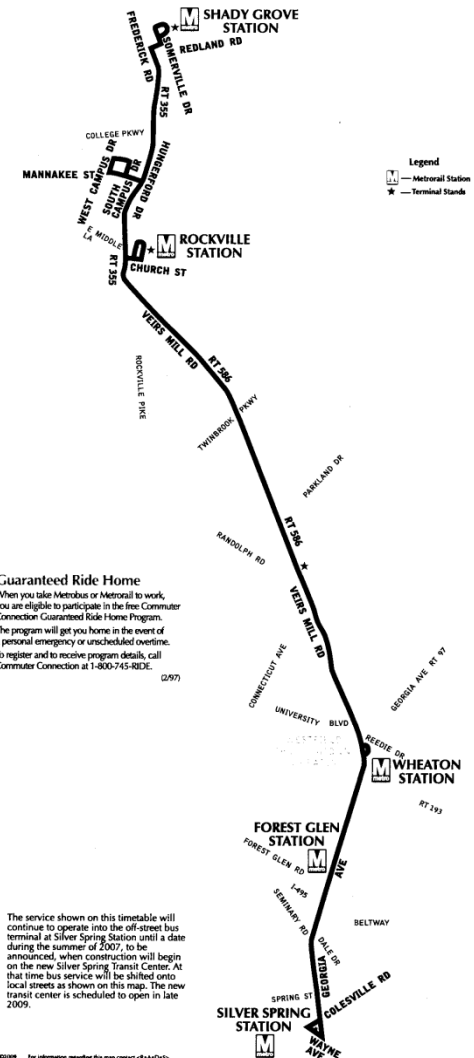 SHADY GROVE
STATION
FREDERICK RD
SOMERVILLE DR
REDLAND RD
RT 355
COLLEGE PKWY
HUNGERFORD DR
MANNAKEE ST
WEST CAMPUS DR
SOUTH
CAMPUS DR
Legend
— Metrorail Station
★ — Terminal Stands
E MIDDLE
LA
ROCKVILLE
STATION
CHURCH ST
RT 355
VEIRS MILL RD
RT 586
ROCKVILLE PIKE
TWINBROOK PKWY
PARKLAND DR
RT 586
RANDOLPH RD
VEIRS MILL RD
Guaranteed Ride Home
When you take Metrobus or Metrorail to work,
you are eligible to participate in the free Commuter
Connection Guaranteed Ride Home Program.
The program will get you home in the event of
personal emergency or unscheduled overtime.
To register and to receive program details, call
Commuter Connection at 1-800-745-RIDE.
(2/97)
CONNECTICUT AVE
GEORGIA AVE RT 97
UNIVERSITY BLVD
REEDIE DR
WHEATON
STATION
RT 193
FOREST GLEN
STATION
FOREST GLEN RD
AVE
I-495
SEMINARY RD
BELTWAY
DALE DR
The service shown on this timetable will
continue to operate into the off-street bus
terminal at Silver Spring Station until a date
during the summer of 2007, to be
announced, when construction will begin
on the new Silver Spring Transit Center. At
that time bus service will be shifted onto
local streets as shown on this map. The new
transit center is scheduled to open in late
2009.
GEORGIA
SPRING ST
COLESVILLE RD
SILVER SPRING
STATION
WAYNE
AVE
For information regarding this map contact